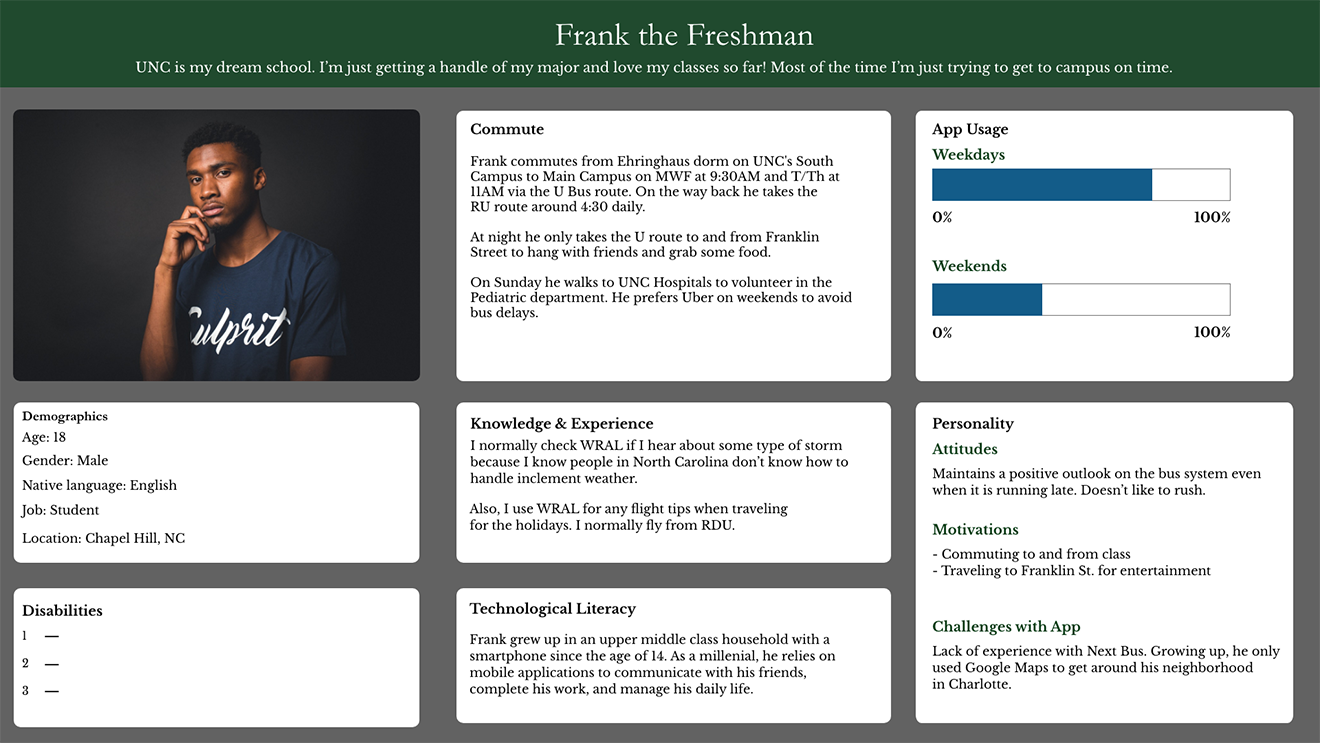 Frank the Freshman
UNC is my dream school. I’m just getting a handle of my major and love my classes so far! Most of the time I’m just trying to get to campus on time.
Culprit
Demographics
Age: 18
Gender: Male
Native language: English
Job: Student
Location: Chapel Hill, NC
Disabilities
1 —
2 —
3 —
Commute
Frank commutes from Ehringhaus dorm on UNC's South
Campus to Main Campus on MWF at 9:30AM and T/Th at
11AM via the U Bus route. On the way back he takes the
RU route around 4:30 daily.
At night he only takes the U route to and from Franklin
Street to hang with friends and grab some food.
On Sunday he walks to UNC Hospitals to volunteer in the
Pediatric department. He prefers Uber on weekends to avoid
bus delays.
Knowledge & Experience
I normally check WRAL if I hear about some type of storm
because I know people in North Carolina don’t know how to
handle inclement weather.
Also, I use WRAL for any flight tips when traveling
for the holidays. I normally fly from RDU.
Technological Literacy
Frank grew up in an upper middle class household with a
smartphone since the age of 14. As a millenial, he relies on
mobile applications to communicate with his friends,
complete his work, and manage his daily life.
App Usage
Weekdays
0% 100%
Weekends
0% 100%
Personality
Attitudes
Maintains a positive outlook on the bus system even
when it is running late. Doesn’t like to rush.
Motivations
- Commuting to and from class
- Traveling to Franklin St. for entertainment
Challenges with App
Lack of experience with Next Bus. Growing up, he only
used Google Maps to get around his neighborhood
in Charlotte.